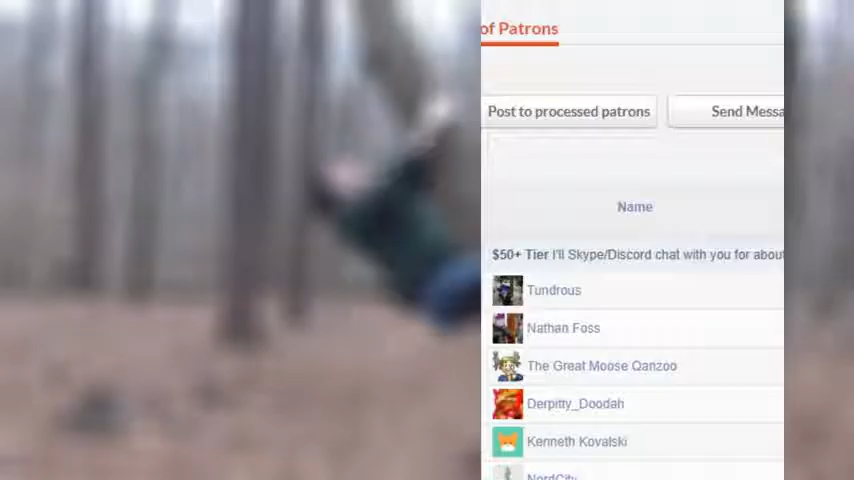 of Patrons
Post to processed patrons
Send Messa
Name
$50+ Tier I'll Skype/Discord chat with you for about
Tundrous
Nathan Foss
The Great Moose Qanzoo
Derpitty_Doodah
Kenneth Kovalski
NordCity